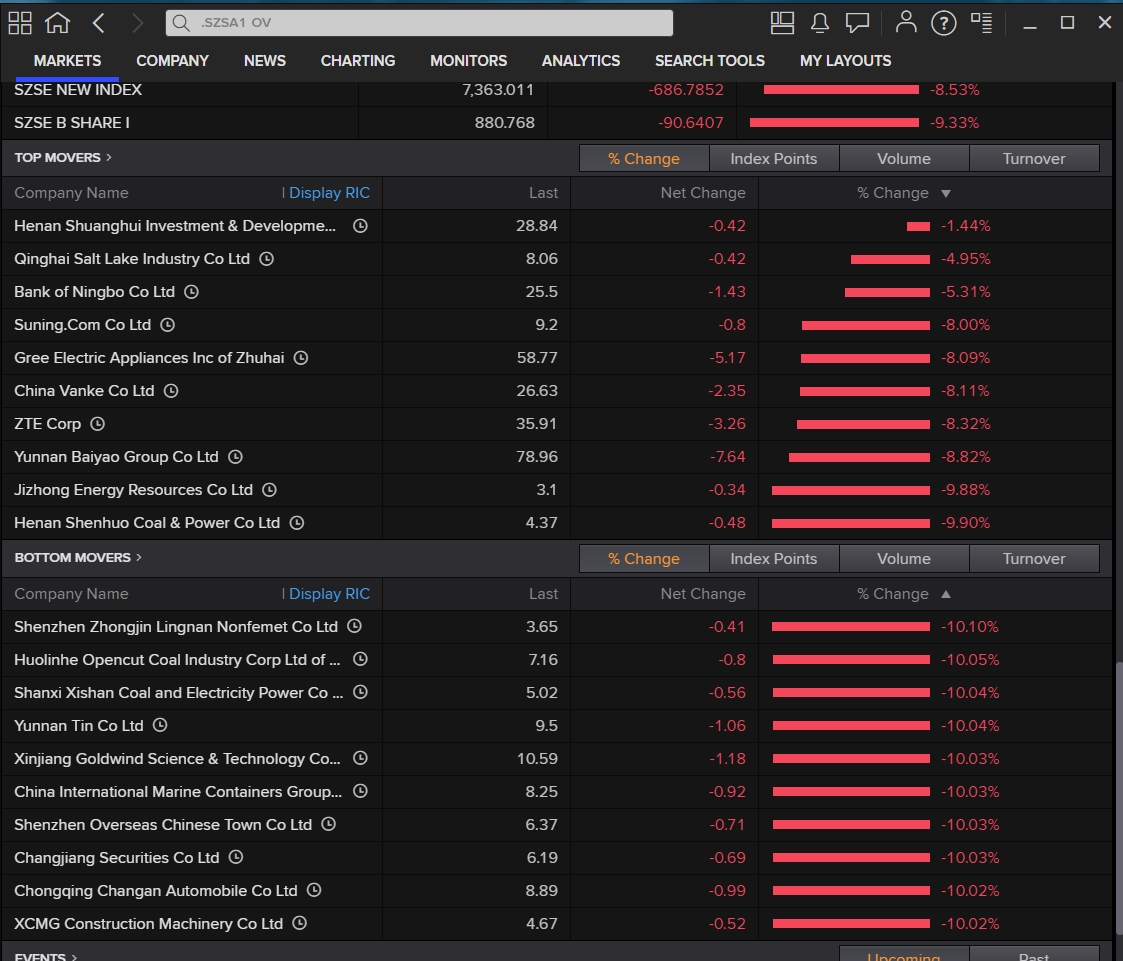 .SZSA1 OV
MARKETS COMPANY NEWS CHARTING MONITORS ANALYTICS SEARCH TOOLS MY LAYOUTS
SZSE NEW INDEX 7,363.011 -686.7852 -8.53%
SZSE B SHARE I 880.768 -90.6407 -9.33%
TOP MOVERS > % Change Index Points Volume Turnover
Company Name | Display RIC Last Net Change % Change ▼
Henan Shuanghui Investment & Developme... 28.84 -0.42 -1.44%
Qinghai Salt Lake Industry Co Ltd 8.06 -0.42 -4.95%
Bank of Ningbo Co Ltd 25.5 -1.43 -5.31%
Suning.Com Co Ltd 9.2 -0.8 -8.00%
Gree Electric Appliances Inc of Zhuhai 58.77 -5.17 -8.09%
China Vanke Co Ltd 26.63 -2.35 -8.11%
ZTE Corp 35.91 -3.26 -8.32%
Yunnan Baiyao Group Co Ltd 78.96 -7.64 -8.82%
Jizhong Energy Resources Co Ltd 3.1 -0.34 -9.88%
Henan Shenhuo Coal & Power Co Ltd 4.37 -0.48 -9.90%
BOTTOM MOVERS > % Change Index Points Volume Turnover
Company Name | Display RIC Last Net Change % Change ▲
Shenzhen Zhongjin Lingnan Nonfemet Co Ltd 3.65 -0.41 -10.10%
Huolinhe Opencut Coal Industry Corp Ltd of ... 7.16 -0.8 -10.05%
Shanxi Xishan Coal and Electricity Power Co ... 5.02 -0.56 -10.04%
Yunnan Tin Co Ltd 9.5 -1.06 -10.04%
Xinjiang Goldwind Science & Technology Co... 10.59 -1.18 -10.03%
China International Marine Containers Group... 8.25 -0.92 -10.03%
Shenzhen Overseas Chinese Town Co Ltd 6.37 -0.71 -10.03%
Changjiang Securities Co Ltd 6.19 -0.69 -10.03%
Chongqing Changan Automobile Co Ltd 8.89 -0.99 -10.02%
XCMG Construction Machinery Co Ltd 4.67 -0.52 -10.02%
EVENTS > Upcoming Past